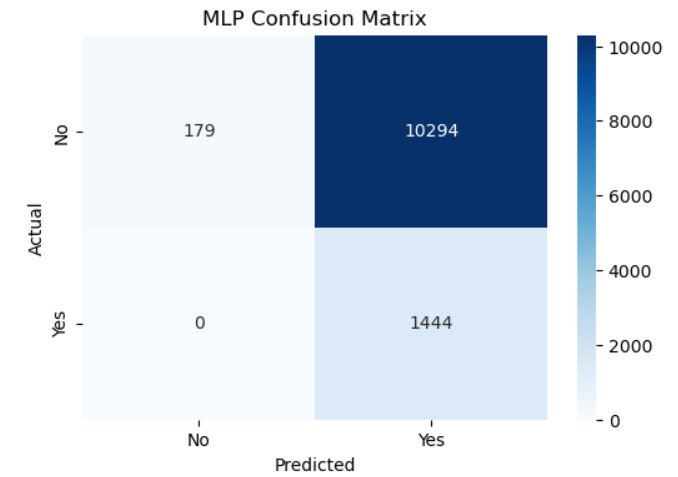 MLP Confusion Matrix
No
Yes
Actual
179
10294
0
1444
No
Yes
Predicted
10000
8000
6000
4000
2000
0